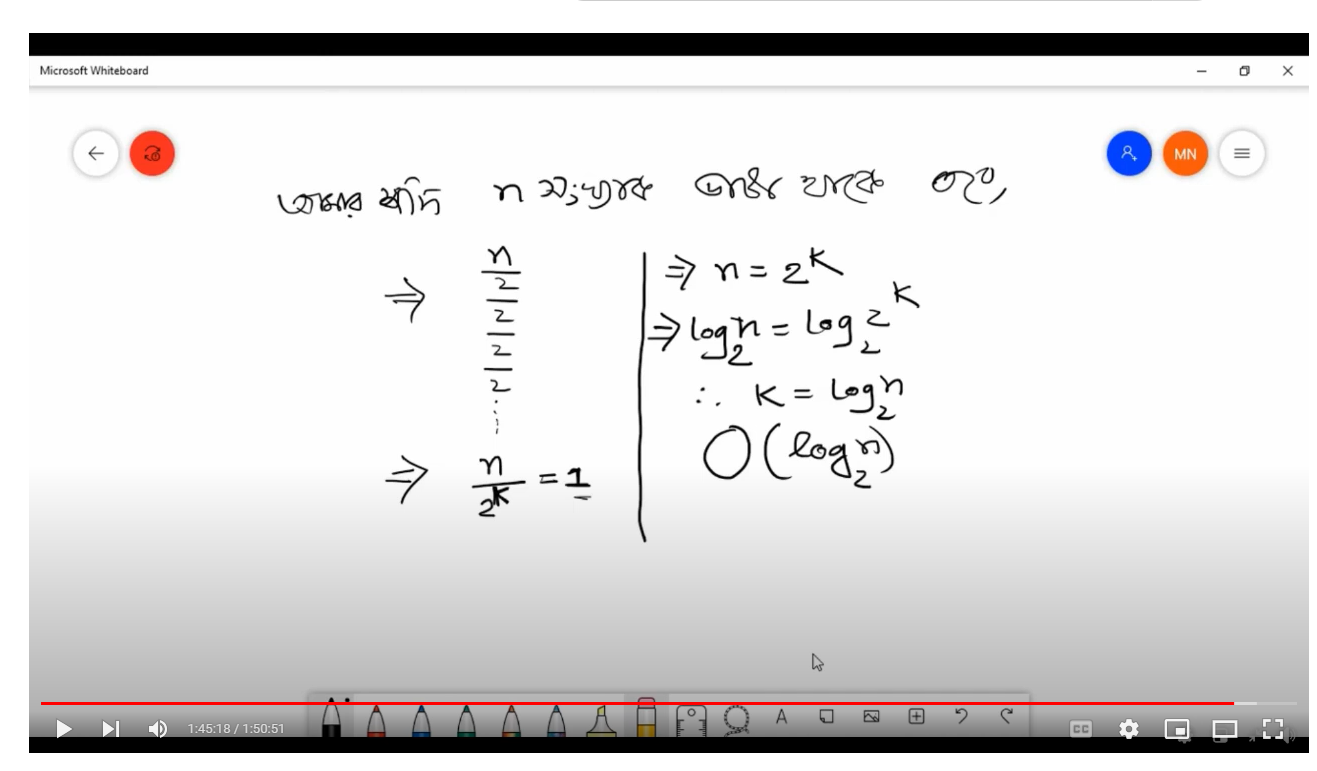 Microsoft Whiteboard
MN
আমার যদি n সংখ্যক ডাটা থাকে তবে,
⇒ n/2/2/2/2⋮
⇒ n/2^k = 1
⇒ n = 2^k
⇒ log₂n = log₂2^k
∴ k = log₂n
O(log₂n)
A
1:45:18 / 1:50:51
CC